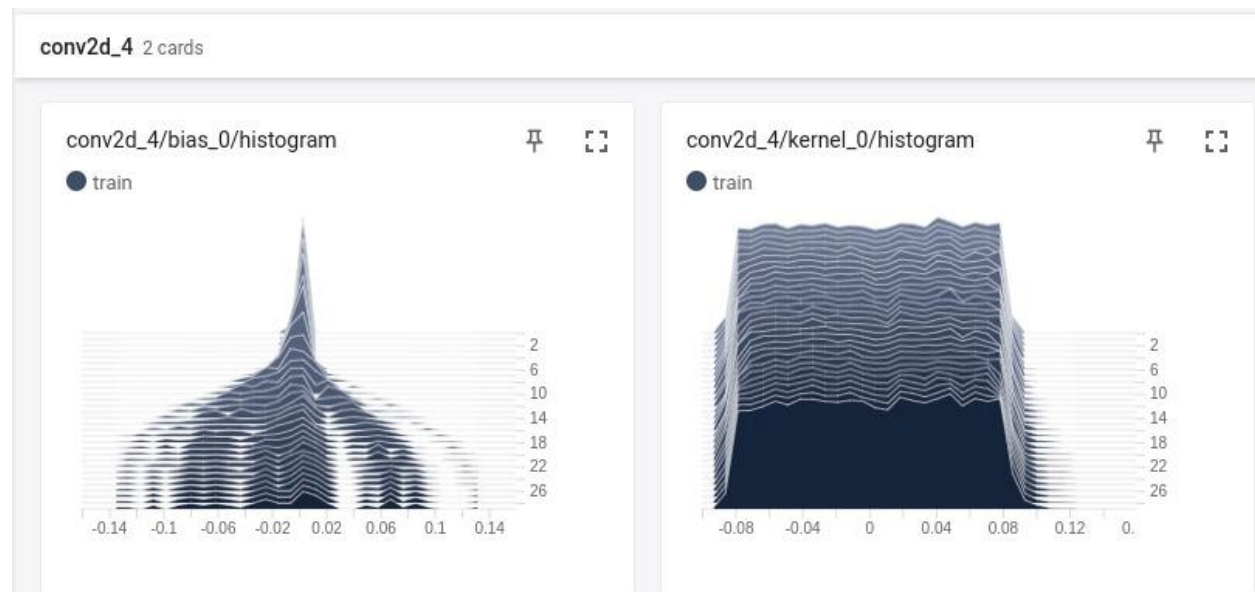 conv2d_4 2 cards
conv2d_4/bias_0/histogram
train
2
6
10
14
18
22
26
-0.14 -0.1 -0.06 -0.02 0.02 0.06 0.1 0.14
conv2d_4/kernel_0/histogram
train
2
6
10
14
18
22
26
-0.08 -0.04 0 0.04 0.08 0.12 0.